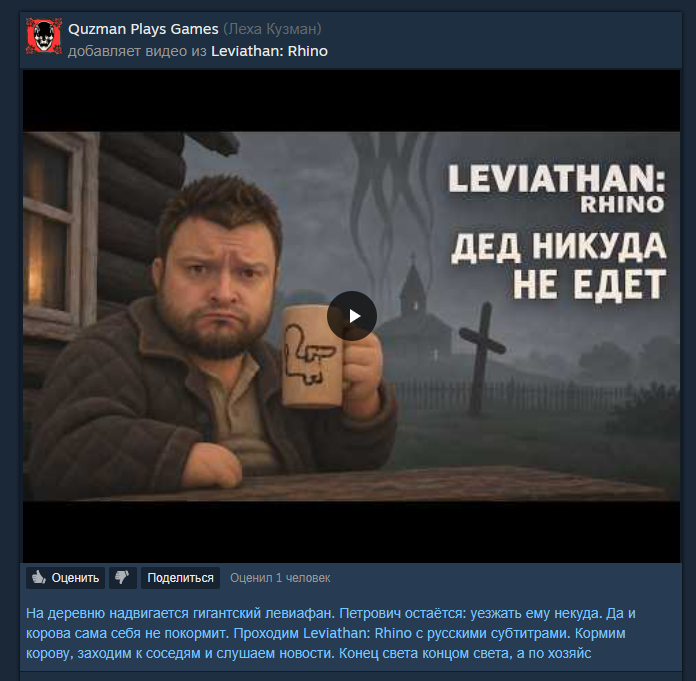 Quzman Plays Games (Леха Кузман)
добавляет видео из Leviathan: Rhino
LEVIATHAN:
RHINO
ДЕД НИКУДА
НЕ ЕДЕТ
Оценить Поделиться Оценил 1 человек
На деревню надвигается гигантский левиафан. Петрович остаётся: уезжать ему некуда. Да и
корова сама себя не покормит. Проходим Leviathan: Rhino с русскими субтитрами. Кормим
корову, заходим к соседям и слушаем новости. Конец света концом света, а по хозяйс